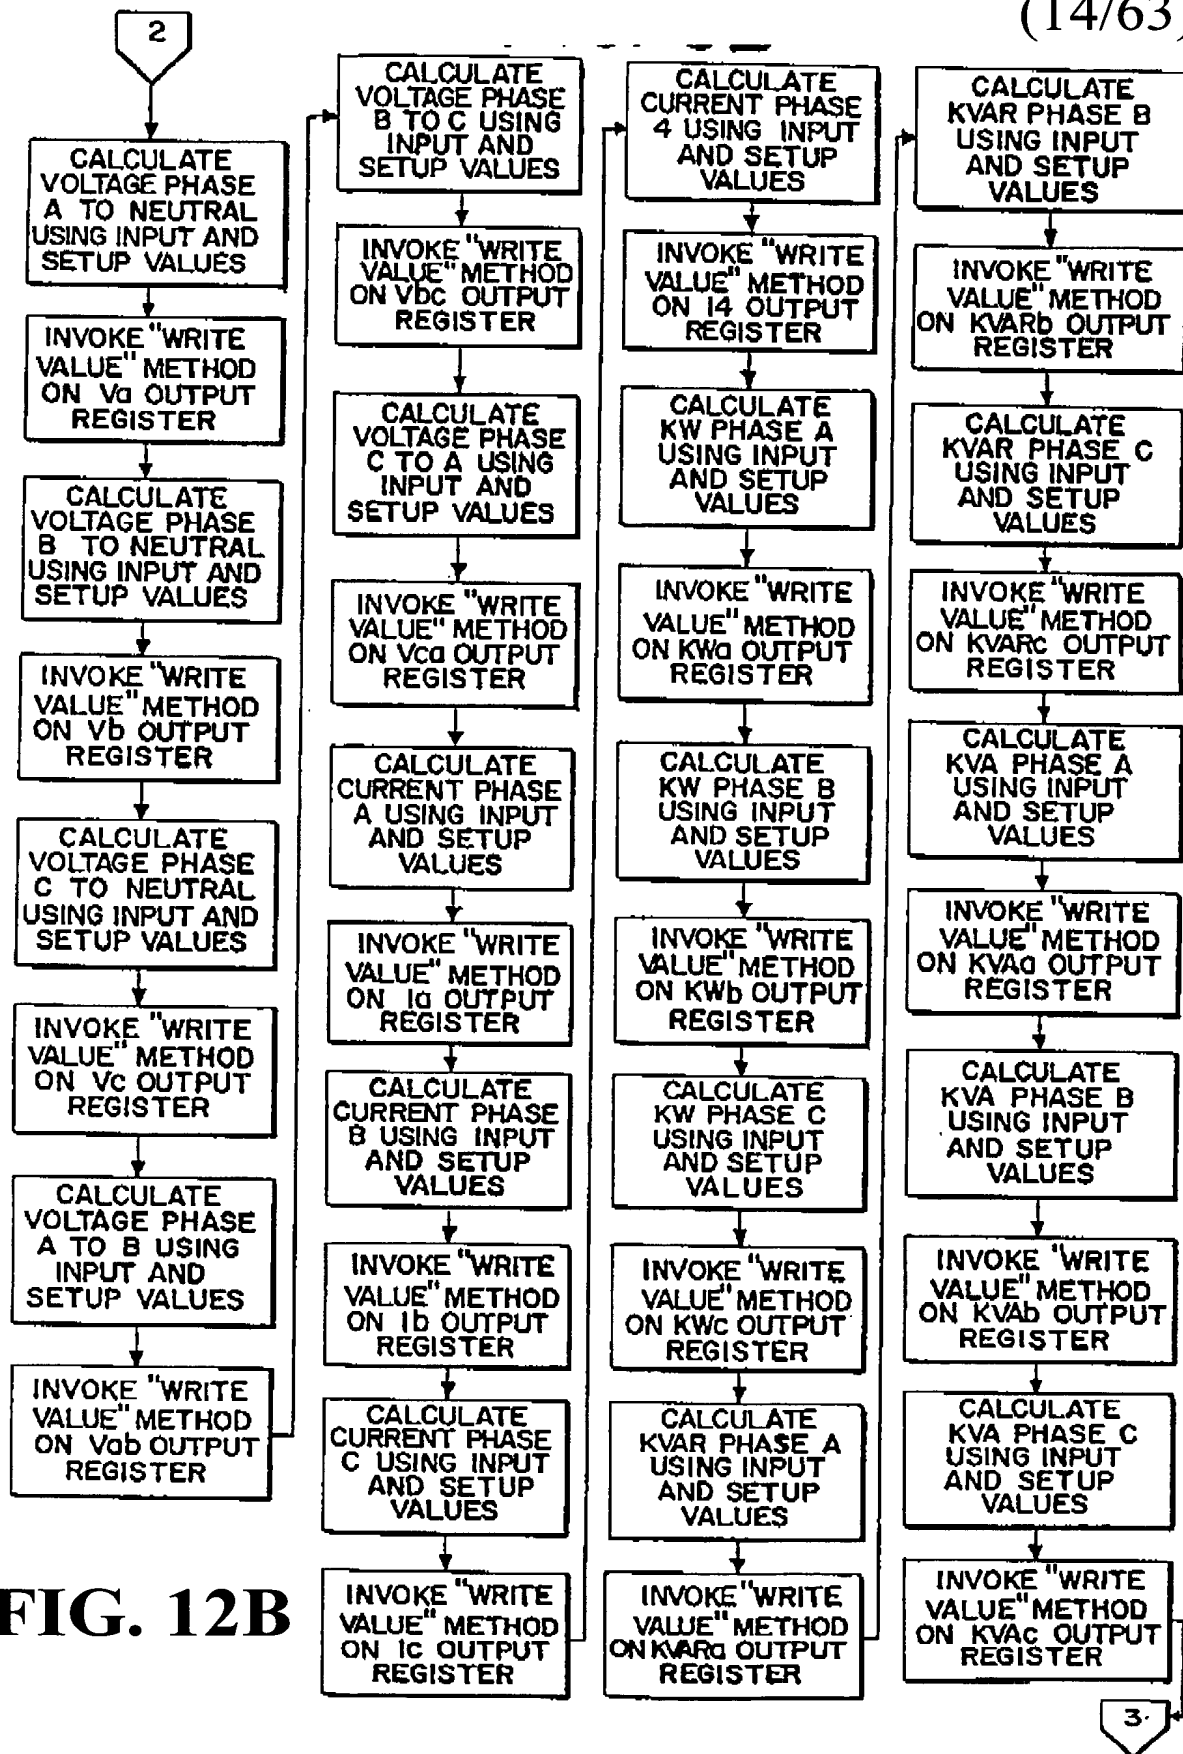 (14/63)
2
CALCULATE
VOLTAGE PHASE
A TO NEUTRAL
USING INPUT AND
SETUP VALUES
INVOKE "WRITE
VALUE" METHOD
ON Va OUTPUT
REGISTER
CALCULATE
VOLTAGE PHASE
B TO NEUTRAL
USING INPUT AND
SETUP VALUES
INVOKE "WRITE
VALUE" METHOD
ON Vb OUTPUT
REGISTER
CALCULATE
VOLTAGE PHASE
C TO NEUTRAL
USING INPUT AND
SETUP VALUES
INVOKE "WRITE
VALUE" METHOD
ON Vc OUTPUT
REGISTER
CALCULATE
VOLTAGE PHASE
A TO B USING
INPUT AND
SETUP VALUES
INVOKE "WRITE
VALUE" METHOD
ON Vab OUTPUT
REGISTER
CALCULATE
VOLTAGE PHASE
B TO C USING
INPUT AND
SETUP VALUES
INVOKE "WRITE
VALUE" METHOD
ON Vbc OUTPUT
REGISTER
CALCULATE
VOLTAGE PHASE
C TO A USING
INPUT AND
SETUP VALUES
INVOKE "WRITE
VALUE" METHOD
ON Vca OUTPUT
REGISTER
CALCULATE
CURRENT PHASE
A USING INPUT
AND SETUP
VALUES
INVOKE "WRITE
VALUE" METHOD
ON Ia OUTPUT
REGISTER
CALCULATE
CURRENT PHASE
B USING INPUT
AND SETUP
VALUES
INVOKE "WRITE
VALUE" METHOD
ON Ib OUTPUT
REGISTER
CALCULATE
CURRENT PHASE
C USING INPUT
AND SETUP
VALUES
INVOKE "WRITE
VALUE" METHOD
ON Ic OUTPUT
REGISTER
CALCULATE
CURRENT PHASE
4 USING INPUT
AND SETUP
VALUES
INVOKE "WRITE
VALUE" METHOD
ON I4 OUTPUT
REGISTER
CALCULATE
KW PHASE A
USING INPUT
AND SETUP
VALUES
INVOKE "WRITE
VALUE" METHOD
ON KWa OUTPUT
REGISTER
CALCULATE
KW PHASE B
USING INPUT
AND SETUP
VALUES
INVOKE "WRITE
VALUE" METHOD
ON KWb OUTPUT
REGISTER
CALCULATE
KW PHASE C
USING INPUT
AND SETUP
VALUES
INVOKE "WRITE
VALUE" METHOD
ON KWc OUTPUT
REGISTER
CALCULATE
KVAR PHASE A
USING INPUT
AND SETUP
VALUES
INVOKE "WRITE
VALUE" METHOD
ON KVARa OUTPUT
REGISTER
CALCULATE
KVAR PHASE B
USING INPUT
AND SETUP
VALUES
INVOKE "WRITE
VALUE" METHOD
ON KVARb OUTPUT
REGISTER
CALCULATE
KVAR PHASE C
USING INPUT
AND SETUP
VALUES
INVOKE "WRITE
VALUE" METHOD
ON KVARc OUTPUT
REGISTER
CALCULATE
KVA PHASE A
USING INPUT
AND SETUP
VALUES
INVOKE "WRITE
VALUE" METHOD
ON KVAa OUTPUT
REGISTER
CALCULATE
KVA PHASE B
USING INPUT
AND SETUP
VALUES
INVOKE "WRITE
VALUE" METHOD
ON KVAb OUTPUT
REGISTER
CALCULATE
KVA PHASE C
USING INPUT
AND SETUP
VALUES
INVOKE "WRITE
VALUE" METHOD
ON KVAc OUTPUT
REGISTER
3
FIG. 12B